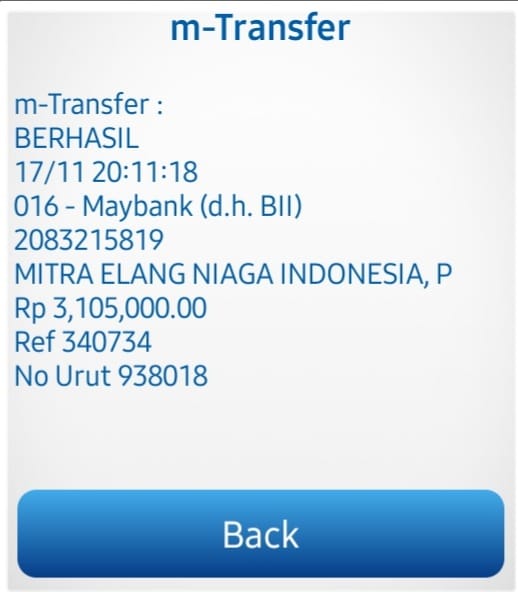 m-Transfer
m-Transfer :
BERHASIL
17/11 20:11:18
016 - Maybank (d.h. BII)
2083215819
MITRA ELANG NIAGA INDONESIA, P
Rp 3,105,000.00
Ref 340734
No Urut 938018
Back